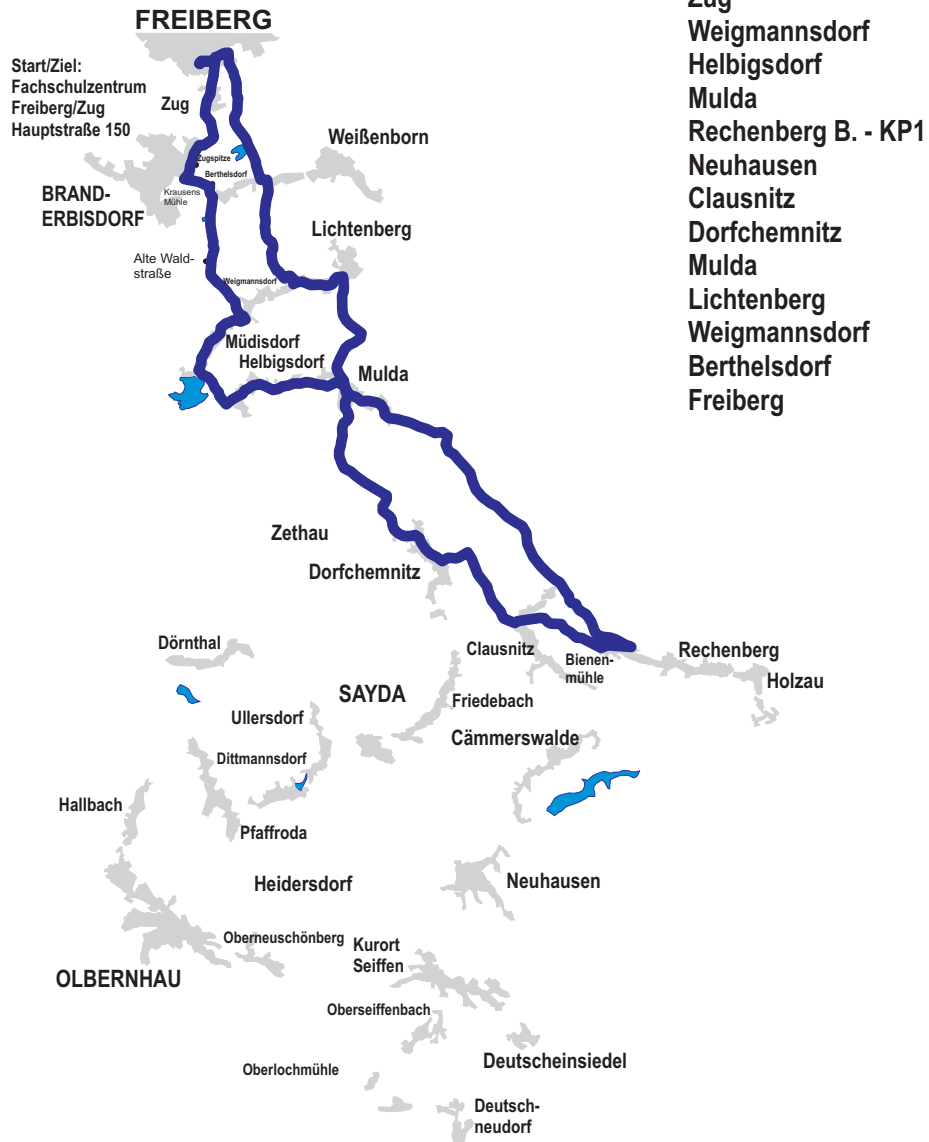 FREIBERG
Start/Ziel:
Fachschulzentrum
Freiberg/Zug
Hauptstraße 150
Zug
Zugspitze
Weißenborn
Berthelsdorf
BRAND-
ERBISDORF
Krausens
Mühle
Lichtenberg
Alte Wald-
straße
Weigmannsdorf
Müdisdorf
Helbigsdorf
Mulda
Zethau
Dorfchemnitz
Dörnthal
Clausnitz
Bienen-
mühle
Rechenberg
Holzau
SAYDA
Friedebach
Ullersdorf
Cämmerswalde
Dittmannsdorf
Hallbach
Pfaffroda
Heidersdorf
Neuhausen
Oberneuschönberg
Kurort
Seiffen
OLBERNHAU
Oberseiffenbach
Deutscheinsiedel
Oberlochmühle
Deutsch-
neudorf
Zug
Weigmannsdorf
Helbigsdorf
Mulda
Rechenberg B. - KP1
Neuhausen
Clausnitz
Dorfchemnitz
Mulda
Lichtenberg
Weigmannsdorf
Berthelsdorf
Freiberg